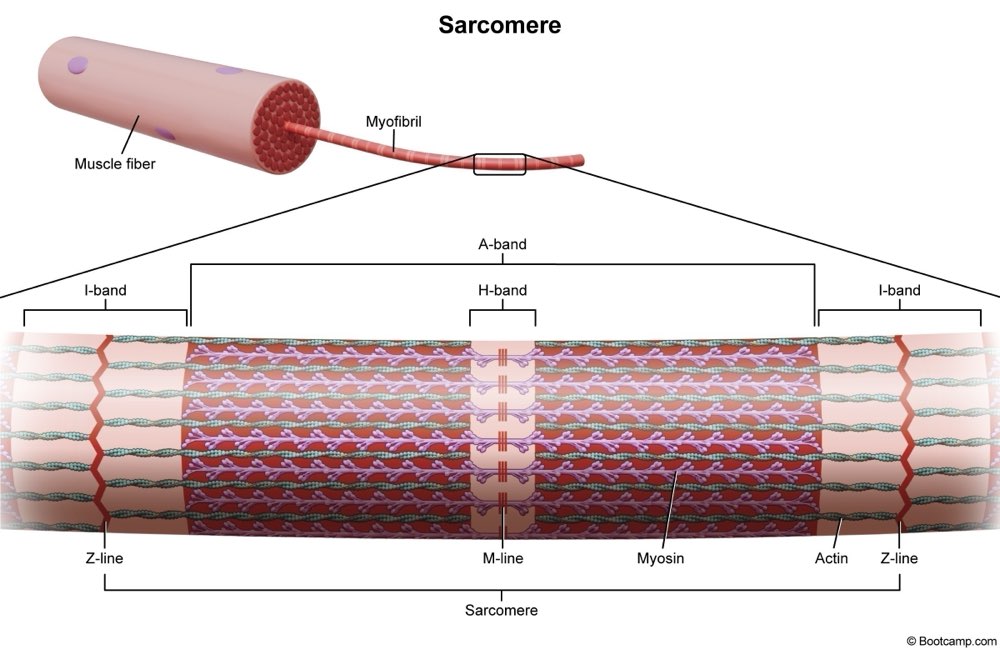 Sarcomere
Myofibril
Muscle fiber
A-band
I-band
H-band
I-band
Z-line
M-line
Myosin
Actin
Z-line
Sarcomere
© Bootcamp.com